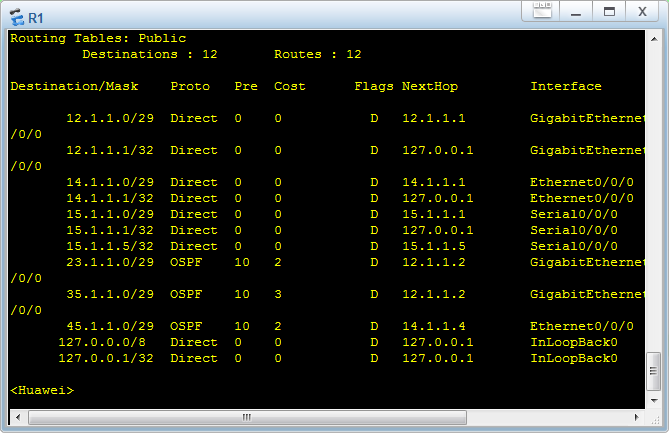 R1
Routing Tables: Public
Destinations : 12 Routes : 12
Destination/Mask Proto Pre Cost Flags NextHop Interface
12.1.1.0/29 Direct 0 0 D 12.1.1.1 GigabitEthernet
/0/0
12.1.1.1/32 Direct 0 0 D 127.0.0.1 GigabitEthernet
/0/0
14.1.1.0/29 Direct 0 0 D 14.1.1.1 Ethernet0/0/0
14.1.1.1/32 Direct 0 0 D 127.0.0.1 Ethernet0/0/0
15.1.1.0/29 Direct 0 0 D 15.1.1.1 Serial0/0/0
15.1.1.1/32 Direct 0 0 D 127.0.0.1 Serial0/0/0
15.1.1.5/32 Direct 0 0 D 15.1.1.5 Serial0/0/0
23.1.1.0/29 OSPF 10 2 D 12.1.1.2 GigabitEthernet
/0/0
35.1.1.0/29 OSPF 10 3 D 12.1.1.2 GigabitEthernet
/0/0
45.1.1.0/29 OSPF 10 2 D 14.1.1.4 Ethernet0/0/0
127.0.0.0/8 Direct 0 0 D 127.0.0.1 InLoopBack0
127.0.0.1/32 Direct 0 0 D 127.0.0.1 InLoopBack0
<Huawei>